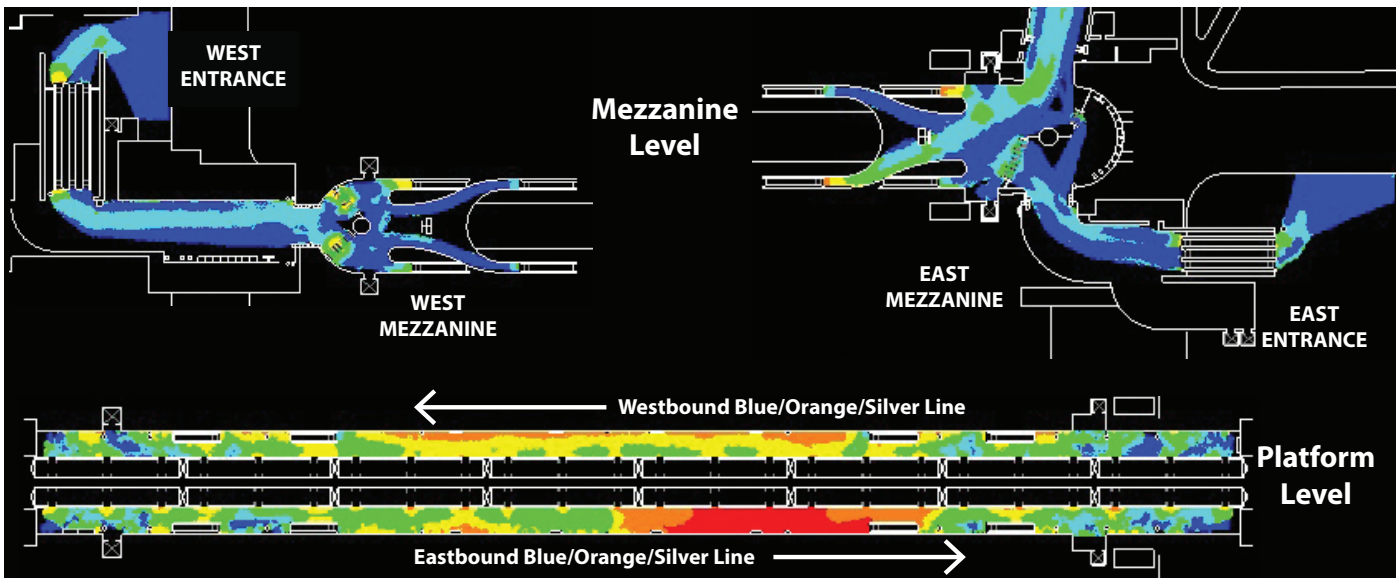 WEST
ENTRANCE
Mezzanine
Level
WEST
MEZZANINE
EAST
MEZZANINE
EAST
ENTRANCE
Westbound Blue/Orange/Silver Line
Platform
Level
Eastbound Blue/Orange/Silver Line